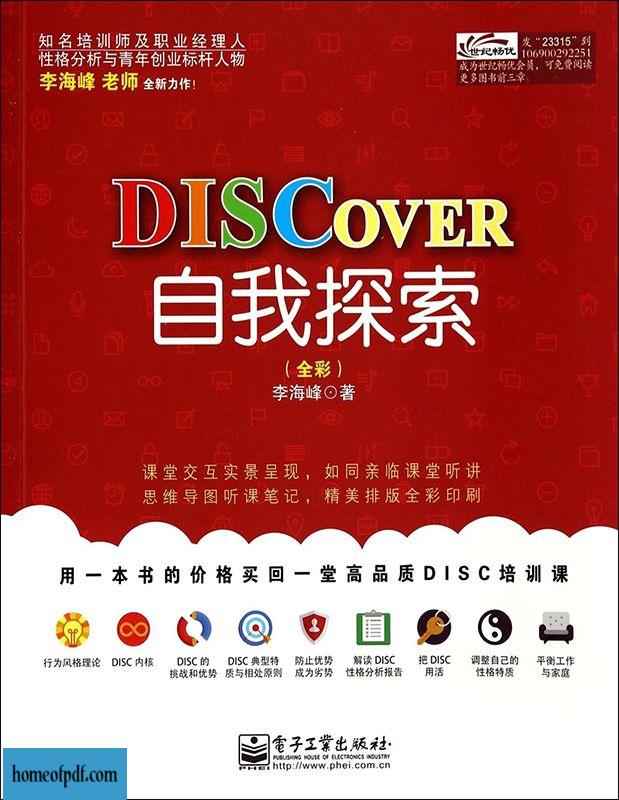 知名培训师及职业经理人
性格分析与青年创业标杆人物
李海峰 老师 全新力作!
世纪畅优
发“23315”到
10690029225​1
成为世纪畅优会员，可免费阅读
更多图书前三章。
DISCOVER
自我探索
(全彩)
李海峰⊙著
课堂交互实景呈现，如同亲临课堂听讲
思维导图听课笔记，精美排版全彩印刷
用一本书的价格买回一堂高品质DISC培训课
行为风格理论
DISC 内核
DISC 的
挑战和优势
DISC 典型特
质与相处原则
防止优势
成为劣势
解读 DISC
性格分析报告
把 DISC
用活
调整自己的
性格特质
平衡工作
与家庭
電子工業出版社·
PUBLISHING HOUSE OF ELECTRONICS INDUSTRY
PHEI
http://www.phei.com.cn
homeofpdf.com